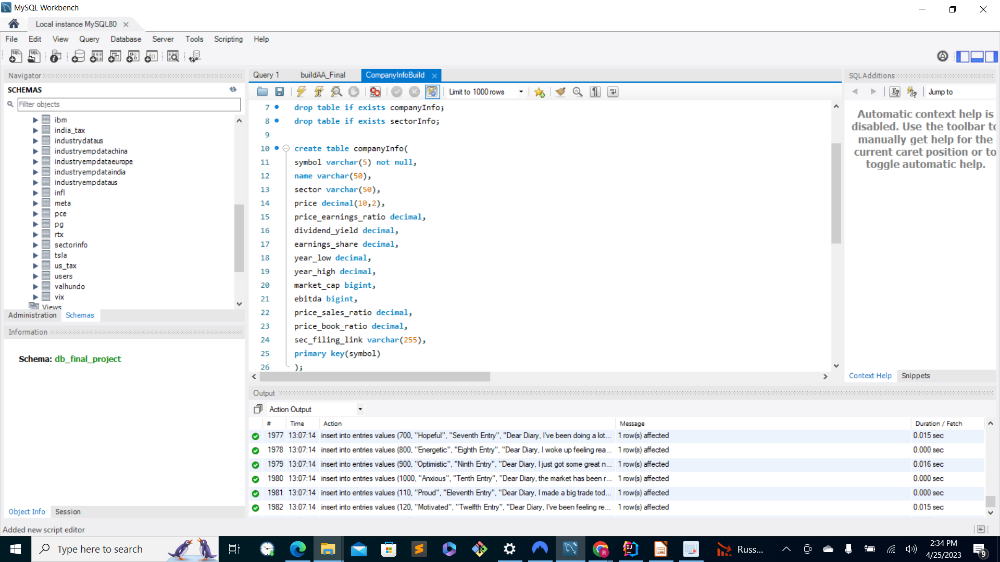 MySQL Workbench
Local instance MySQL80
File Edit View Query Database Server Tools Scripting Help
Navigator
SCHEMAS
Filter objects
ibm
india_tax
industrydataus
industryempdatachina
industryempdataeurope
industryempdataindia
industryempdataus
infl
meta
pce
pg
rtx
sectorinfo
tsla
us_tax
users
valhundo
vix
Views
Administration Schemas
Information
Schema: db_final_project
Object Info Session
Query 1 buildAA_Final CompanyInfoBuild
Limit to 1000 rows
7 drop table if exists companyInfo;
8 drop table if exists sectorInfo;
9
10 create table companyInfo(
11 symbol varchar(5) not null,
12 name varchar(50),
13 sector varchar(50),
14 price decimal(10,2),
15 price_earnings_ratio decimal,
16 dividend_yield decimal,
17 earnings_share decimal,
18 year_low decimal,
19 year_high decimal,
20 market_cap bigint,
21 ebitda bigint,
22 price_sales_ratio decimal,
23 price_book_ratio decimal,
24 sec_filing_link varchar(255),
25 primary key(symbol)
26 );
SQLAdditions
Jump to
Automatic context help is
disabled. Use the toolbar to
manually get help for the
current caret position or to
toggle automatic help.
Context Help Snippets
Output
Action Output
# Time Action Message Duration / Fetch
1977 13:07:14 insert into entries values (700, "Hopeful", "Seventh Entry", "Dear Diary, I've been doing a lot... 1 row(s) affected 0.015 sec
1978 13:07:14 insert into entries values (800, "Energetic", "Eighth Entry", "Dear Diary, I woke up feeling rea... 1 row(s) affected 0.000 sec
1979 13:07:14 insert into entries values (900, "Optimistic", "Ninth Entry", "Dear Diary, I just got some great n... 1 row(s) affected 0.016 sec
1980 13:07:14 insert into entries values (1000, "Anxious", "Tenth Entry", "Dear Diary, the market has been r... 1 row(s) affected 0.000 sec
1981 13:07:14 insert into entries values (110, "Proud", "Eleventh Entry", "Dear Diary, I made a big trade tod... 1 row(s) affected 0.000 sec
1982 13:07:14 insert into entries values (120, "Motivated", "Twelfth Entry", "Dear Diary, I've been feeling re... 1 row(s) affected 0.015 sec
Added new script editor
Type here to search
Russ...
2:34 PM
4/25/2023
9